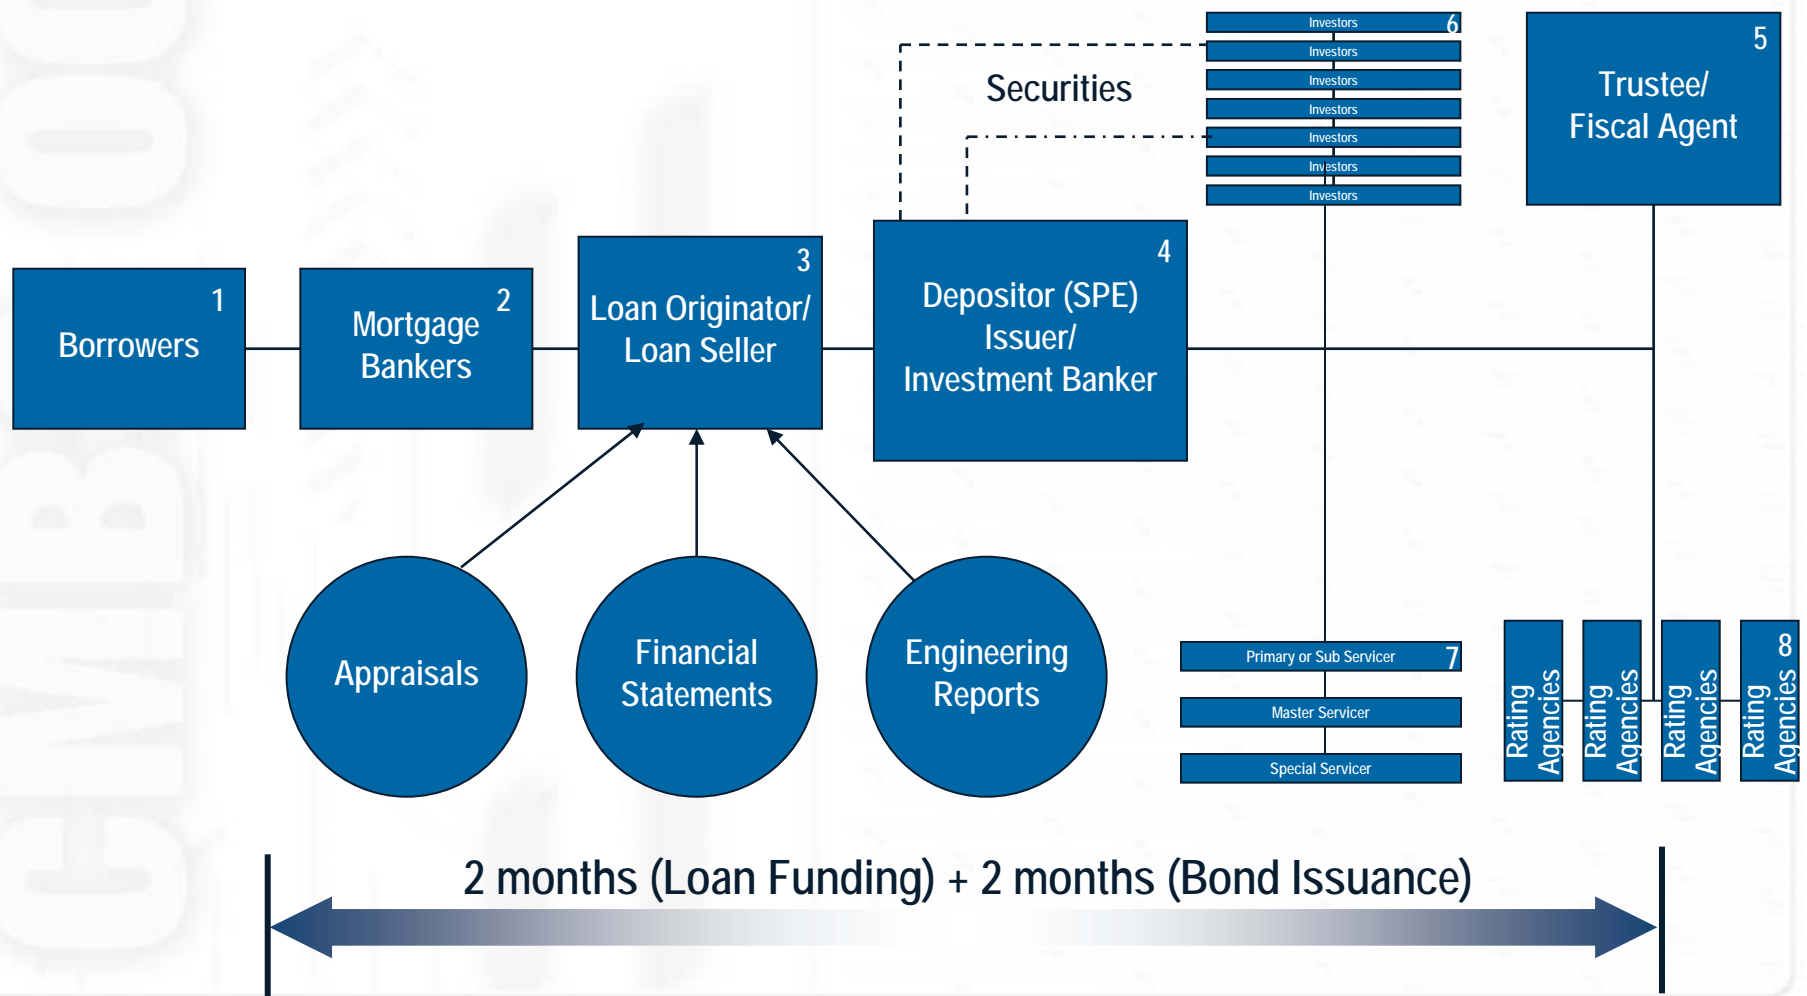 Investors 6
Investors
Investors
Investors
Investors
Investors
Investors
5
Trustee/
Fiscal Agent
Securities
1
Borrowers
2
Mortgage
Bankers
3
Loan Originator/
Loan Seller
4
Depositor (SPE)
Issuer/
Investment Banker
Appraisals
Financial
Statements
Engineering
Reports
Primary or Sub Servicer 7
Master Servicer
Special Servicer
Rating
Agencies
Rating
Agencies
Rating
Agencies
Rating
Agencies 8
2 months (Loan Funding) + 2 months (Bond Issuance)